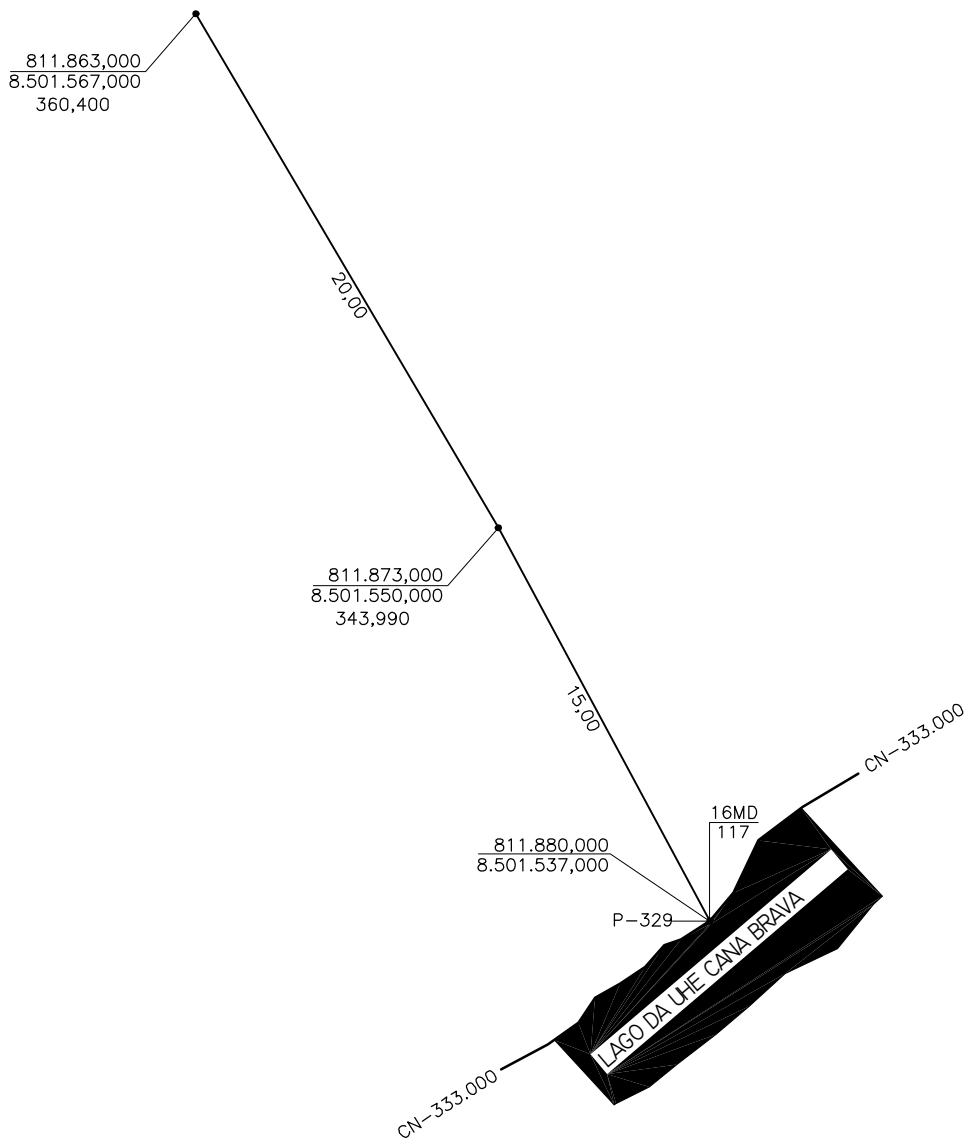 811.863,000
8.501.567,000
360,400
20,00
811.873,000
8.501.550,000
343,990
15,00
CN-333.000
16MD
117
811.880,000
8.501.537,000
P-329
LAGO DA UHE CANA BRAVA
CN-333.000